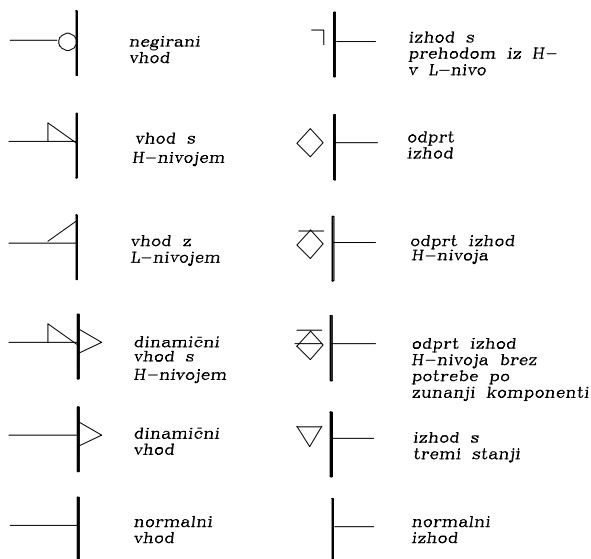 negirani
vhod
vhod s
H-nivojem
vhod z
L-nivojem
dinamični
vhod s
H-nivojem
dinamični
vhod
normalni
vhod
izhod s
prehodom iz H-
v L-nivo
odprt
izhod
odprt izhod
H-nivoja
odprt izhod
H-nivoja brez
potrebe po
zunanji komponenti
izhod s
tremi stanji
normalni
izhod